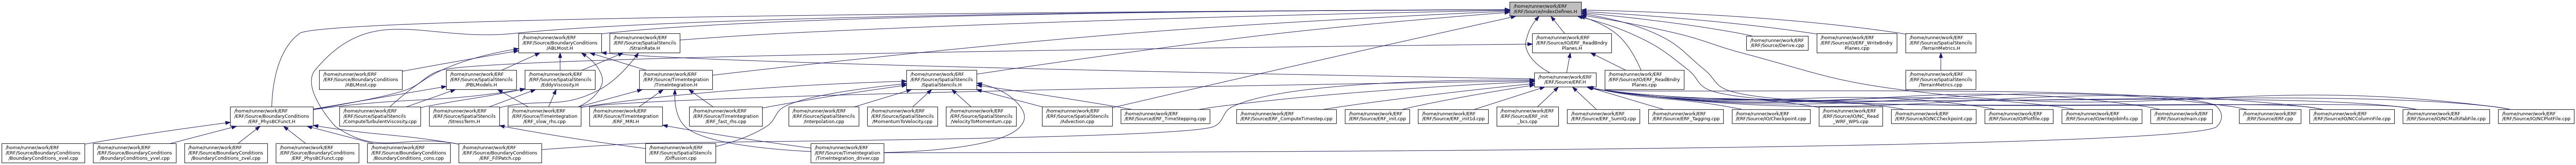 /home/runner/work/ERF
/ERF/Source/IndexDefines.H
/home/runner/work/ERF
/ERF/Source/BoundaryConditions
/ABLMost.H
/home/runner/work/ERF
/ERF/Source/SpatialStencils
/StrainRate.H
/home/runner/work/ERF
/ERF/Source/IO/ERF_ReadBndry
Planes.H
/home/runner/work/ERF
/ERF/Source/Derive.cpp
/home/runner/work/ERF
/ERF/Source/IO/ERF_WriteBndry
Planes.cpp
/home/runner/work/ERF
/ERF/Source/SpatialStencils
/TerrainMetrics.H
/home/runner/work/ERF
/ERF/Source/BoundaryConditions
/ABLMost.cpp
/home/runner/work/ERF
/ERF/Source/SpatialStencils
/PBLModels.H
/home/runner/work/ERF
/ERF/Source/SpatialStencils
/EddyViscosity.H
/home/runner/work/ERF
/ERF/Source/TimeIntegration
/TimeIntegration.H
/home/runner/work/ERF
/ERF/Source/SpatialStencils
/SpatialStencils.H
/home/runner/work/ERF
/ERF/Source/ERF.H
/home/runner/work/ERF
/ERF/Source/IO/ERF_ReadBndry
Planes.cpp
/home/runner/work/ERF
/ERF/Source/SpatialStencils
/TerrainMetrics.cpp
/home/runner/work/ERF
/ERF/Source/BoundaryConditions
/ERF_PhysBCFunct.H
/home/runner/work/ERF
/ERF/Source/SpatialStencils
/ComputeTurbulentViscosity.cpp
/home/runner/work/ERF
/ERF/Source/SpatialStencils
/StressTerm.H
/home/runner/work/ERF
/ERF/Source/TimeIntegration
/ERF_slow_rhs.cpp
/home/runner/work/ERF
/ERF/Source/TimeIntegration
/ERF_MRI.H
/home/runner/work/ERF
/ERF/Source/TimeIntegration
/ERF_fast_rhs.cpp
/home/runner/work/ERF
/ERF/Source/SpatialStencils
/Interpolation.cpp
/home/runner/work/ERF
/ERF/Source/SpatialStencils
/MomentumToVelocity.cpp
/home/runner/work/ERF
/ERF/Source/SpatialStencils
/VelocityToMomentum.cpp
/home/runner/work/ERF
/ERF/Source/SpatialStencils
/Advection.cpp
/home/runner/work/ERF
/ERF/Source/ERF_TimeStepping.cpp
/home/runner/work/ERF
/ERF/Source/ERF_ComputeTimestep.cpp
/home/runner/work/ERF
/ERF/Source/ERF_init.cpp
/home/runner/work/ERF
/ERF/Source/ERF_init1d.cpp
/home/runner/work/ERF
/ERF/Source/ERF_init
_bcs.cpp
/home/runner/work/ERF
/ERF/Source/ERF_SumIQ.cpp
/home/runner/work/ERF
/ERF/Source/ERF_Tagging.cpp
/home/runner/work/ERF
/ERF/Source/IO/Checkpoint.cpp
/home/runner/work/ERF
/ERF/Source/IO/NC_Read
_WRF_WPS.cpp
/home/runner/work/ERF
/ERF/Source/IO/NCCheckpoint.cpp
/home/runner/work/ERF
/ERF/Source/IO/Plotfile.cpp
/home/runner/work/ERF
/ERF/Source/IO/writeJobInfo.cpp
/home/runner/work/ERF
/ERF/Source/main.cpp
/home/runner/work/ERF
/ERF/Source/ERF.cpp
/home/runner/work/ERF
/ERF/Source/IO/NCColumnFile.cpp
/home/runner/work/ERF
/ERF/Source/IO/NCMultiFabFile.cpp
/home/runner/work/ERF
/ERF/Source/IO/NCPlotFile.cpp
/home/runner/work/ERF
/ERF/Source/BoundaryConditions
/BoundaryConditions_xvel.cpp
/home/runner/work/ERF
/ERF/Source/BoundaryConditions
/BoundaryConditions_yvel.cpp
/home/runner/work/ERF
/ERF/Source/BoundaryConditions
/BoundaryConditions_zvel.cpp
/home/runner/work/ERF
/ERF/Source/BoundaryConditions
/ERF_PhysBCFunct.cpp
/home/runner/work/ERF
/ERF/Source/BoundaryConditions
/BoundaryConditions_cons.cpp
/home/runner/work/ERF
/ERF/Source/BoundaryConditions
/ERF_FillPatch.cpp
/home/runner/work/ERF
/ERF/Source/SpatialStencils
/Diffusion.cpp
/home/runner/work/ERF
/ERF/Source/TimeIntegration
/TimeIntegration_driver.cpp